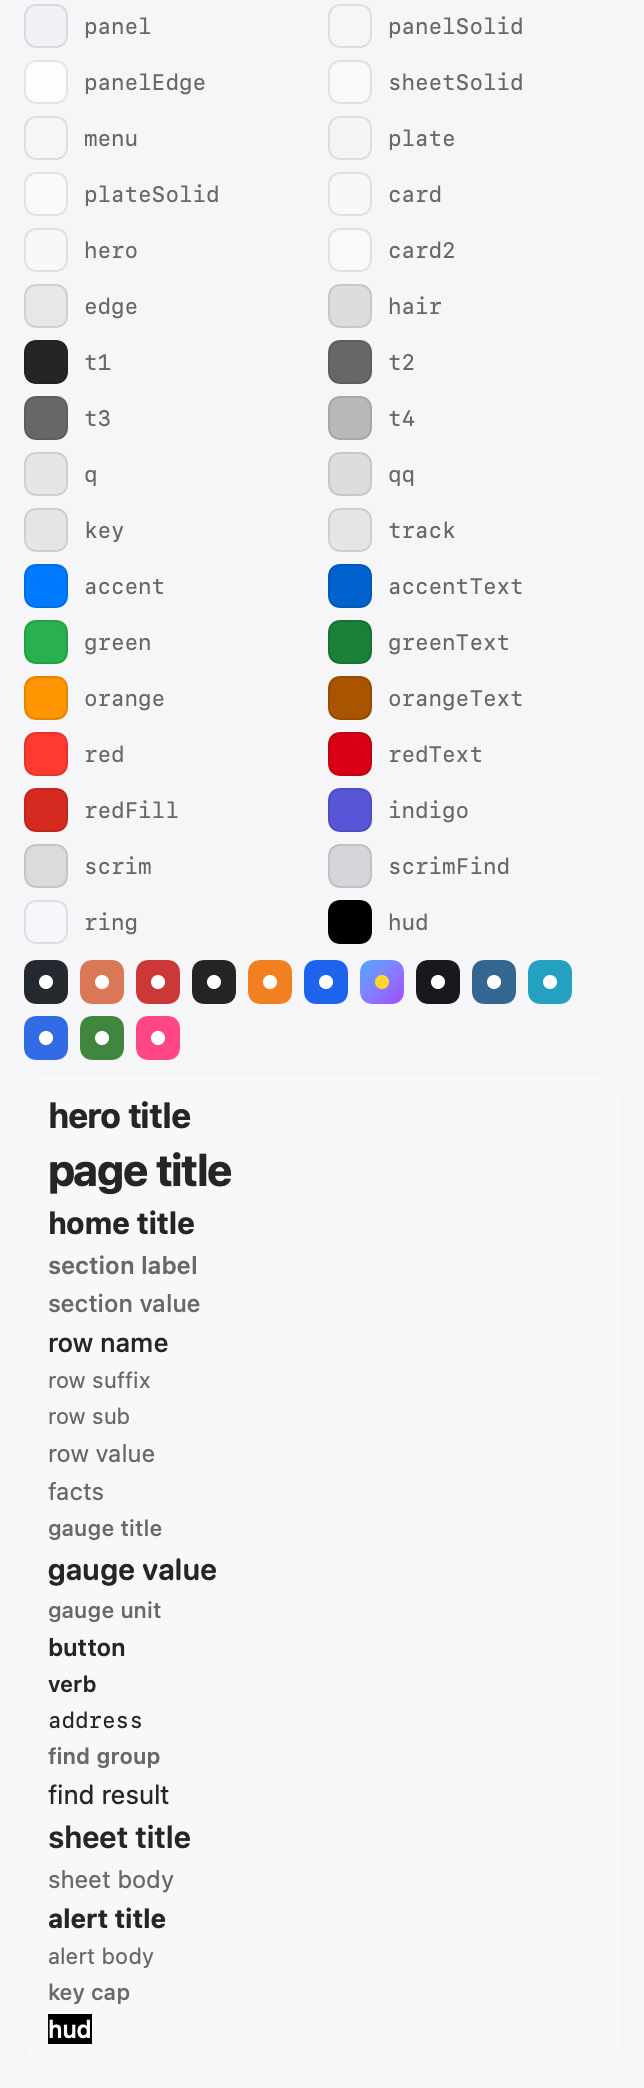 panel panelSolid
panelEdge sheetSolid
menu plate
plateSolid card
hero card2
edge hair
t1 t2
t3 t4
q qq
key track
accent accentText
green greenText
orange orangeText
red redText
redFill indigo
scrim scrimFind
ring hud
hero title
page title
home title
section label
section value
row name
row suffix
row sub
row value
facts
gauge title
gauge value
gauge unit
button
verb
address
find group
find result
sheet title
sheet body
alert title
alert body
key cap
hud